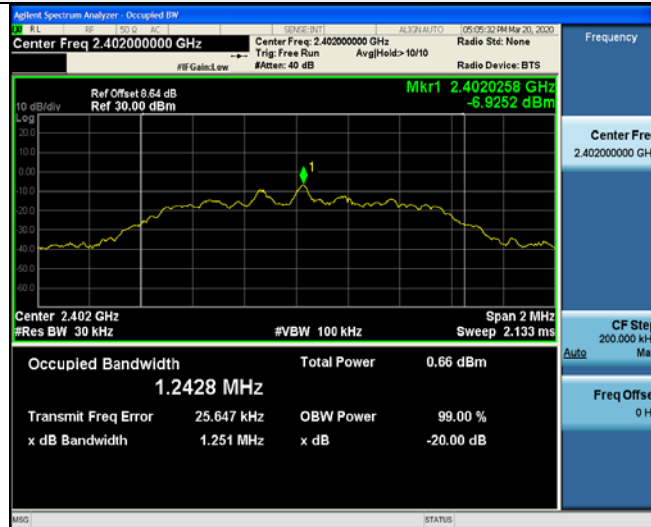 Agilent Spectrum Analyzer - Occupied BW
RL RF 50 Ω AC SENSE:INT ALIGN AUTO 05:05:32 PM Mar 20, 2020
Center Freq 2.402000000 GHz
Center Freq: 2.402000000 GHz
Radio Std: None
Trig: Free Run Avg|Hold:> 10/10
#IFGain:Low
#Atten: 40 dB
Radio Device: BTS
Frequency
Ref Offset 8.64 dB
Ref 30.00 dBm
Mkr1 2.4020258 GHz
-6.9252 dBm
10 dB/div
Log
20.0
10.0
0.00
-10.0
-20.0
-30.0
-40.0
-50.0
-60.0
1
Center Fre
2.402000000 GH
Center 2.402 GHz
Span 2 MHz
#Res BW 30 kHz
#VBW 100 kHz
Sweep 2.133 ms
CF Step
200.000 kH
Auto Ma
Occupied Bandwidth
1.2428 MHz
Total Power 0.66 dBm
Transmit Freq Error 25.647 kHz OBW Power 99.00 %
x dB Bandwidth 1.251 MHz x dB -20.00 dB
Freq Offse
0 H
MSG
STATUS